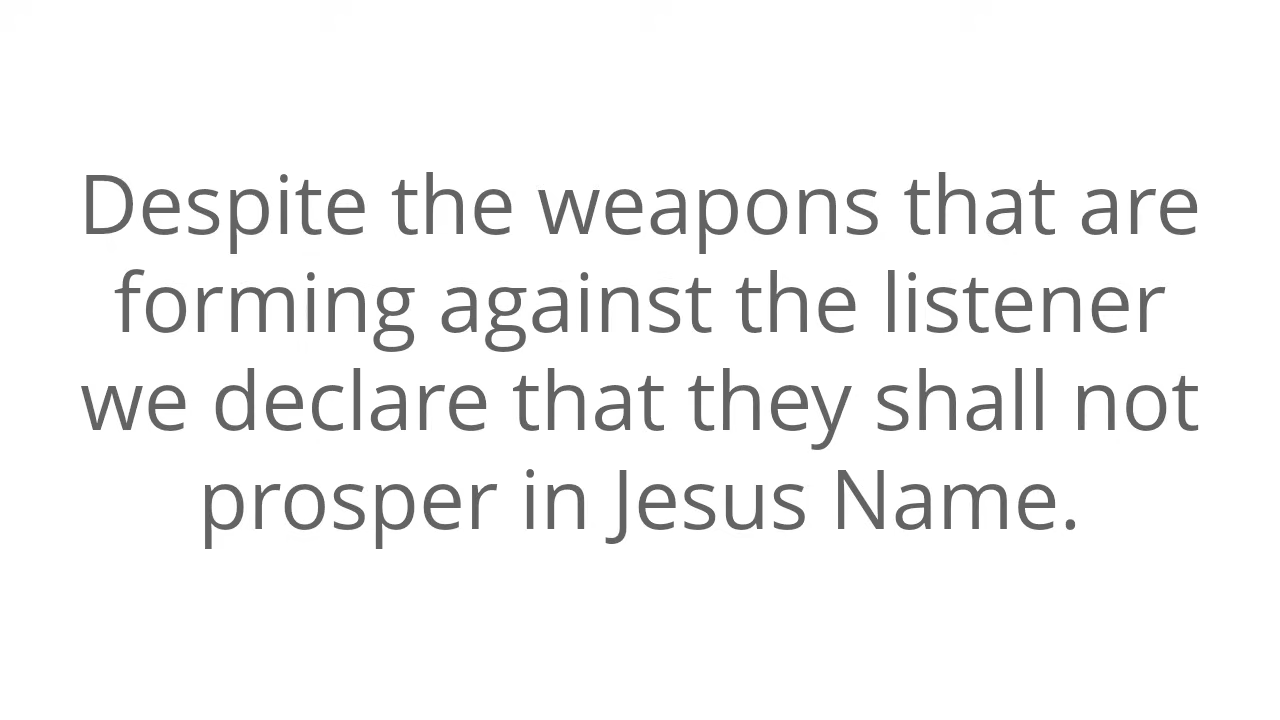 Despite the weapons that are
forming against the listener
we declare that they shall not
prosper in Jesus Name.